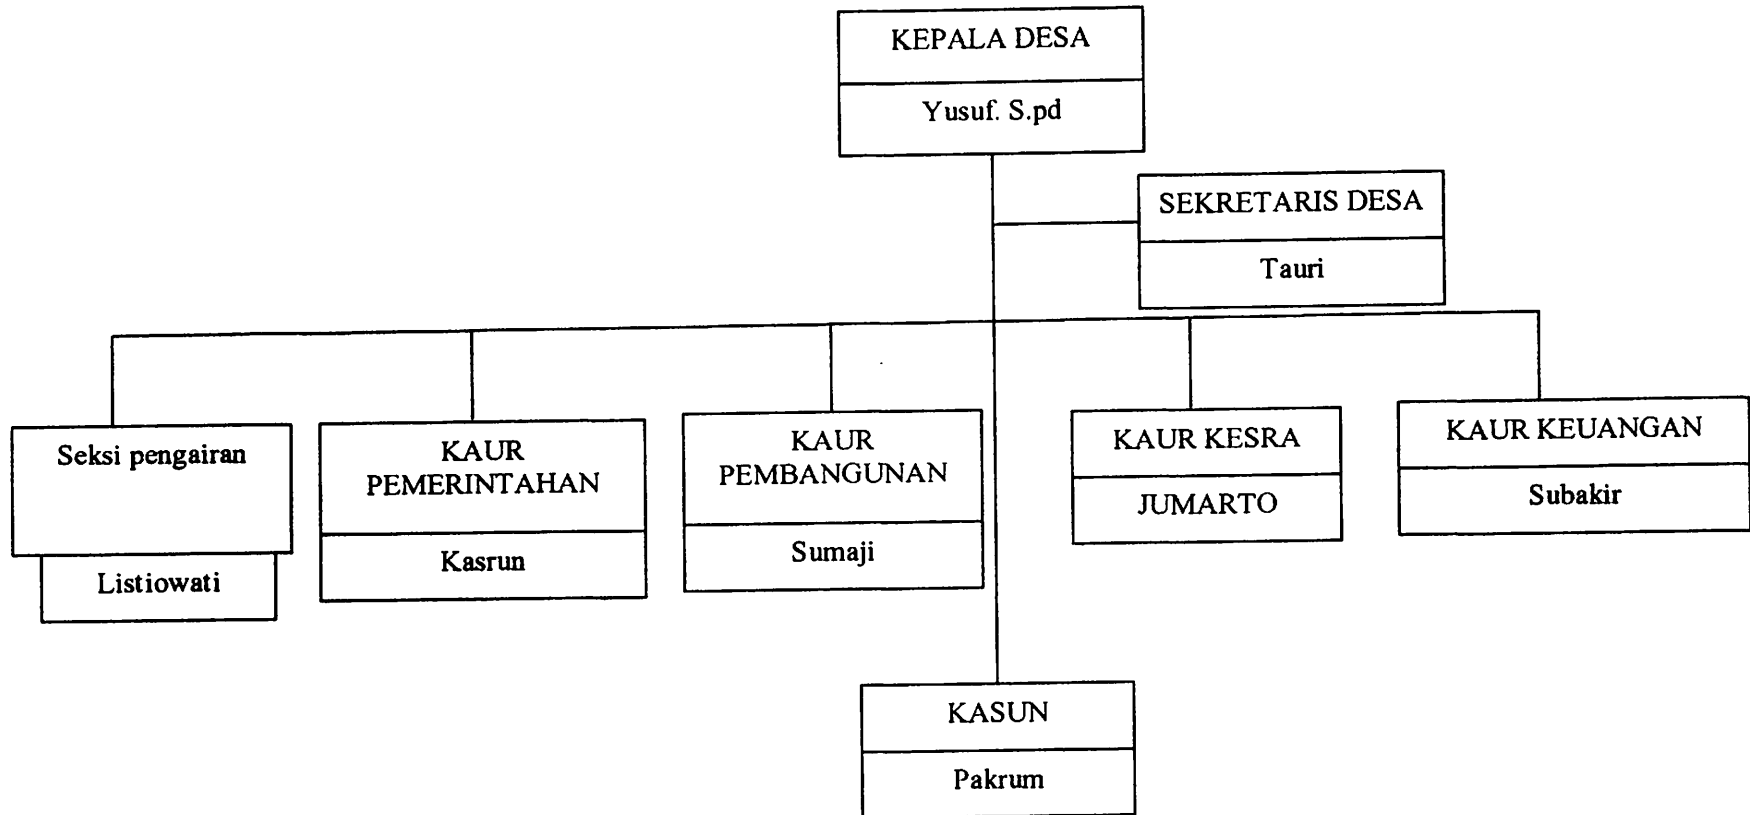 KEPALA DESA
Yusuf. S.pd
SEKRETARIS DESA
Tauri
Seksi pengairan
Listiowati
KAUR
PEMERINTAHAN
Kasrun
KAUR
PEMBANGUNAN
Sumaji
KAUR KESRA
JUMARTO
KAUR KEUANGAN
Subakir
KASUN
Pakrum